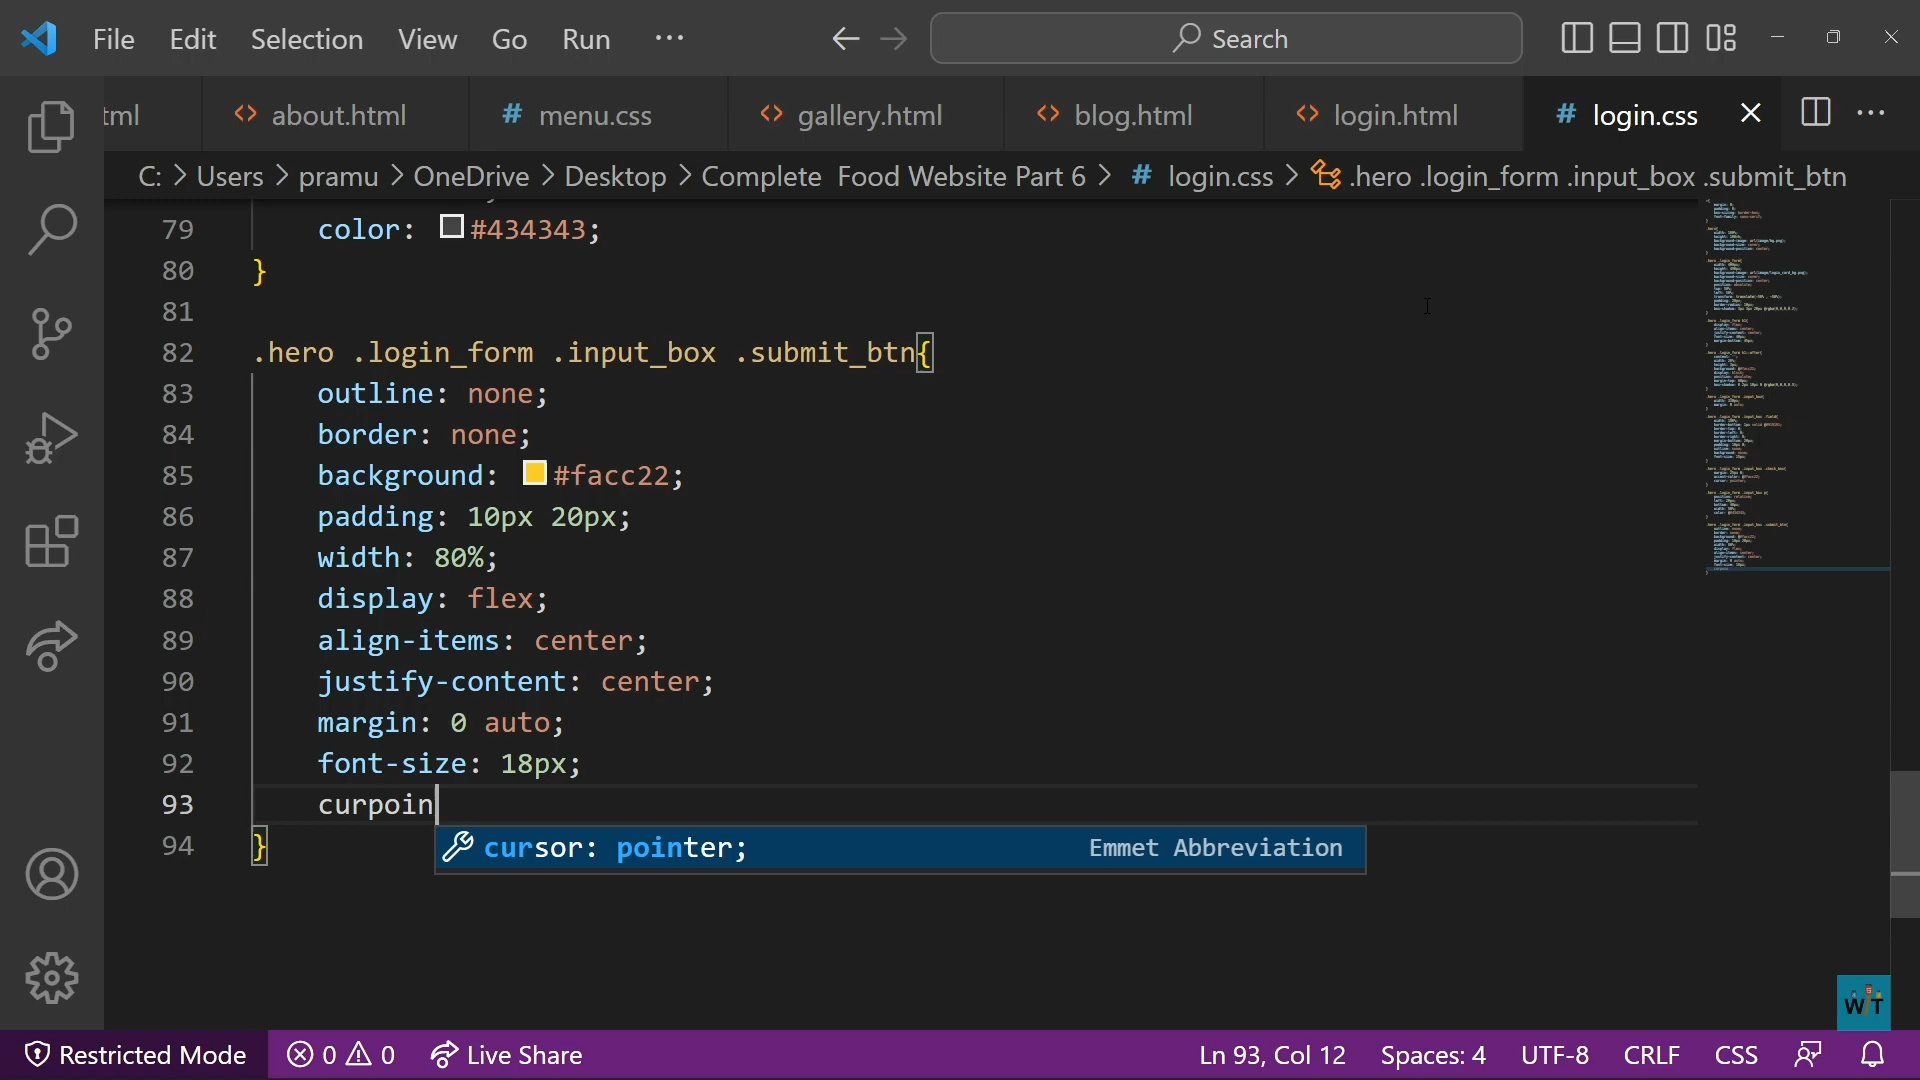 File Edit Selection View Go Run ... Search
tml about.html # menu.css gallery.html blog.html login.html # login.css
C: > Users > pramu > OneDrive > Desktop > Complete Food Website Part 6 > # login.css > .hero .login_form .input_box .submit_btn
79 color: #434343;
80 }
81
82 .hero .login_form .input_box .submit_btn{
83 outline: none;
84 border: none;
85 background: #facc22;
86 padding: 10px 20px;
87 width: 80%;
88 display: flex;
89 align-items: center;
90 justify-content: center;
91 margin: 0 auto;
92 font-size: 18px;
93 curpoin
94 }
cursor: pointer; Emmet Abbreviation
WIT
Restricted Mode 0 0 Live Share Ln 93, Col 12 Spaces: 4 UTF-8 CRLF CSS